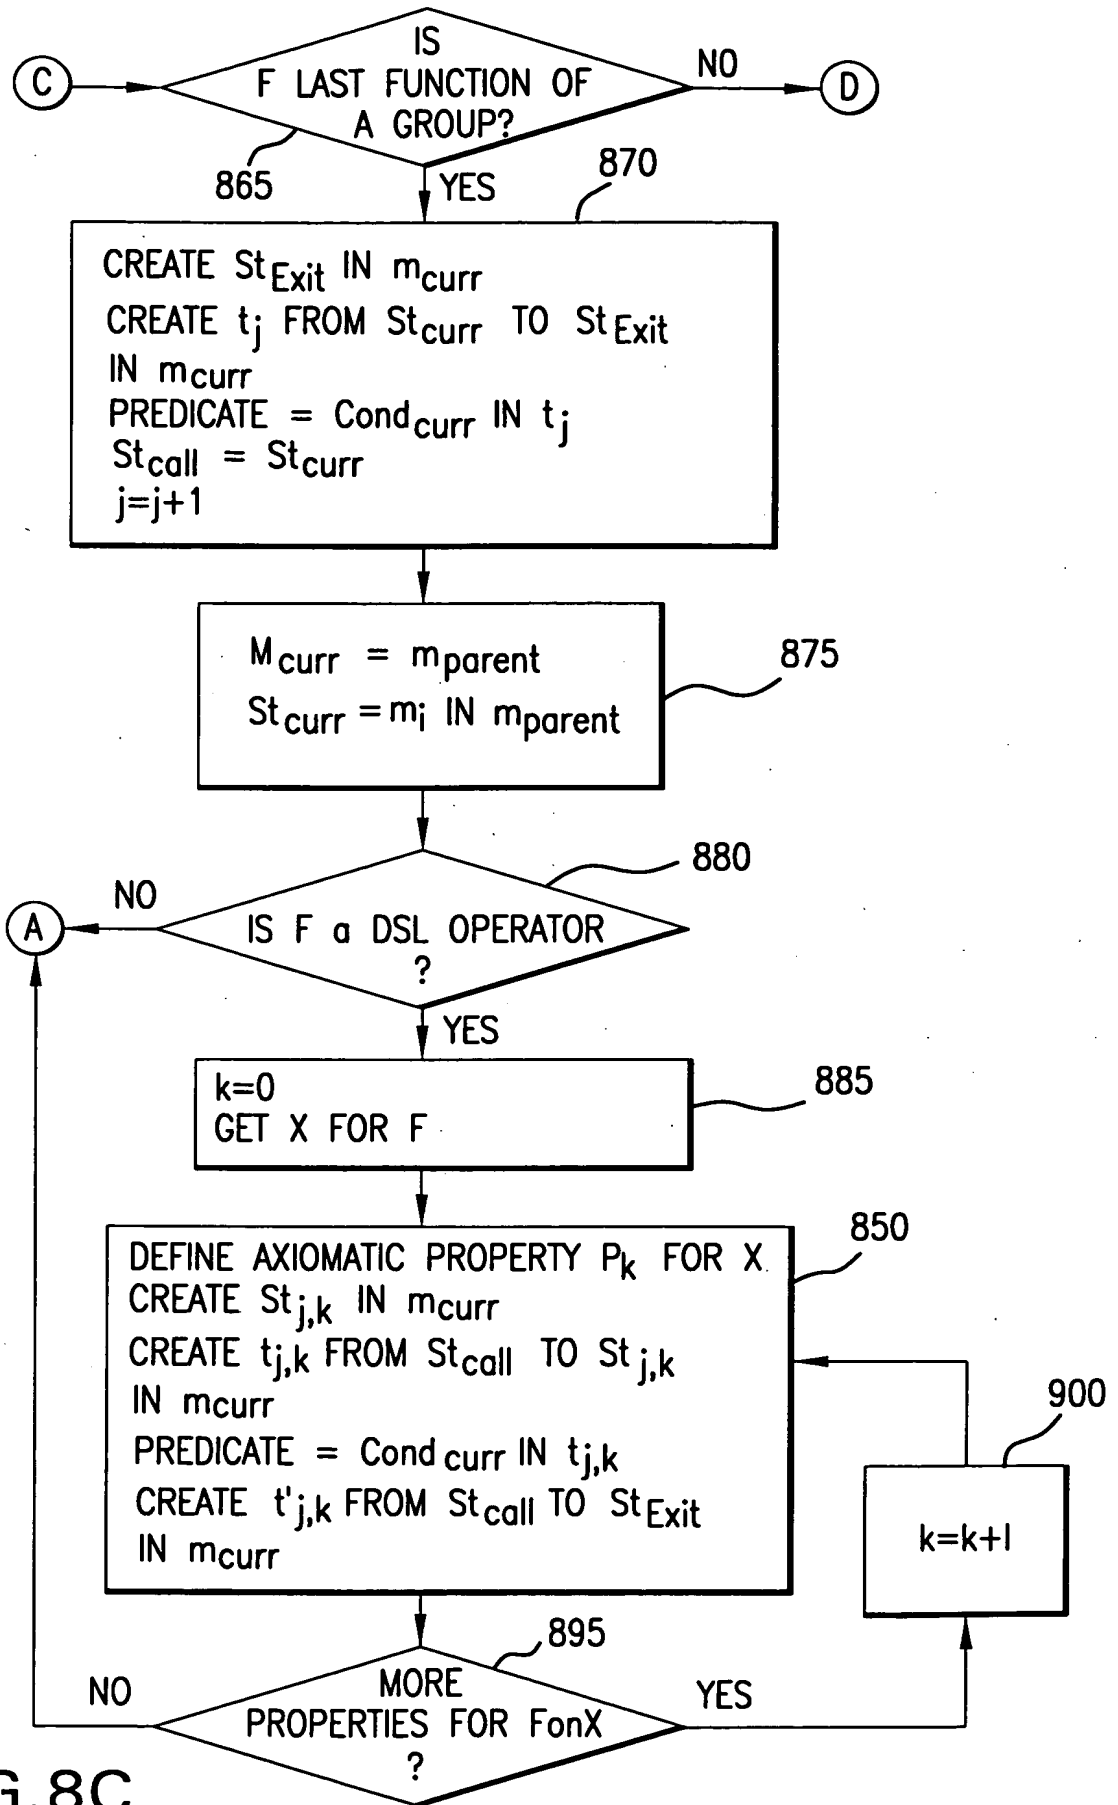 IS
C
F LAST FUNCTION OF
NO
D
A GROUP?
865
YES
870
CREATE StExit IN mcurr
CREATE tj FROM Stcurr TO StExit
IN mcurr
PREDICATE = Condcurr IN tj
Stcall = Stcurr
j=j+1
Mcurr = mparent
Stcurr = mi IN mparent
875
880
NO
A
IS F a DSL OPERATOR
?
YES
k=0
GET X FOR F
885
850
DEFINE AXIOMATIC PROPERTY Pk FOR X
CREATE Stj,k IN mcurr
CREATE tj,k FROM Stcall TO Stj,k
IN mcurr
PREDICATE = Condcurr IN tj,k
CREATE t'j,k FROM Stcall TO StExit
IN mcurr
900
k=k+1
895
NO
MORE
PROPERTIES FOR FonX
?
YES
G.8C